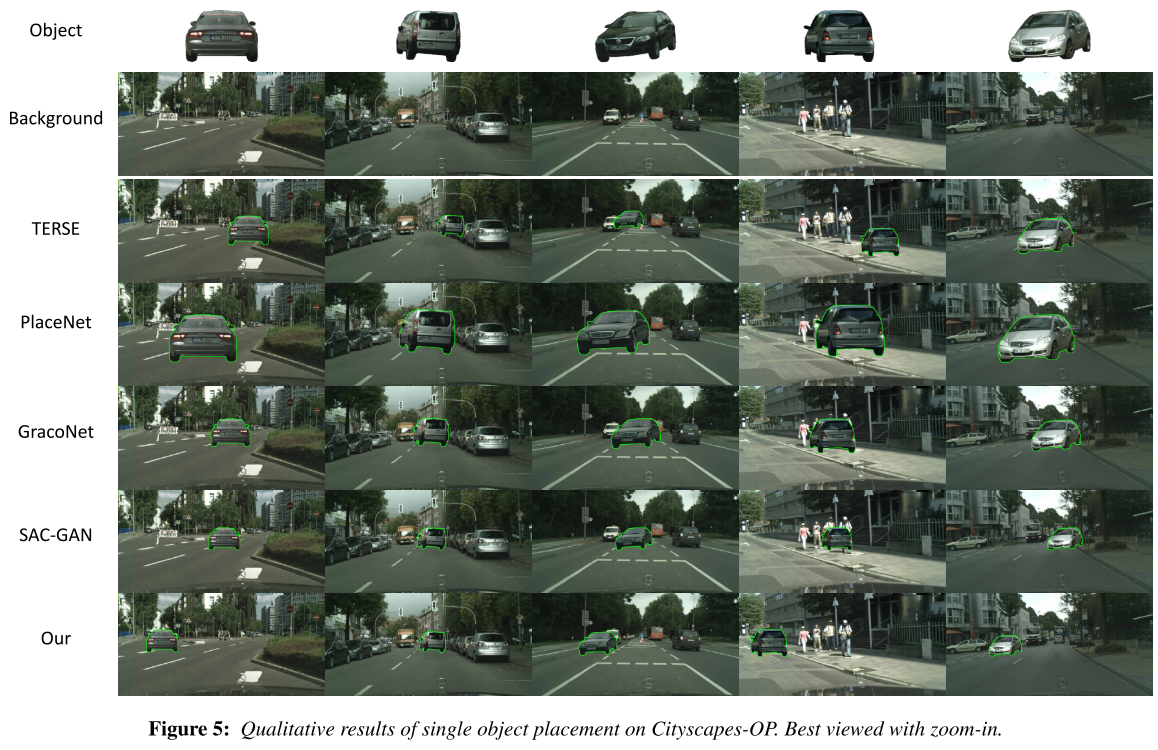 Object
Background
TERSE
PlaceNet
GracoNet
SAC-GAN
Our
Figure 5: Qualitative results of single object placement on Cityscapes-OP. Best viewed with zoom-in.